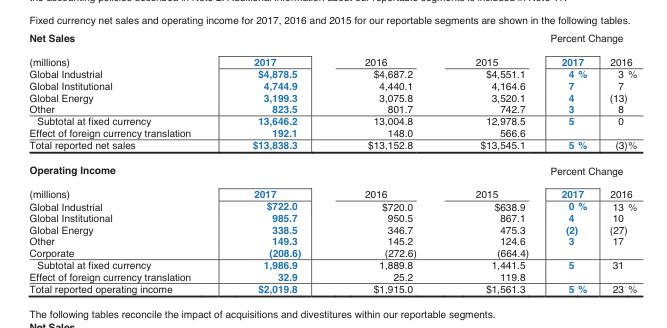 Fixed currency net sales and operating income for 2017, 2016 and 2015 for our reportable segments are shown in the following tables.
Net Sales Percent Change
(millions) 2017 2016 2015 2017 2016
Global Industrial $4,878.5 $4,687.2 $4,551.1 4 % 3 %
Global Institutional 4,744.9 4,440.1 4,164.6 7 7
Global Energy 3,199.3 3,075.8 3,520.1 4 (13)
Other 823.5 801.7 742.7 3 8
Subtotal at fixed currency 13,646.2 13,004.8 12,978.5 5 0
Effect of foreign currency translation 192.1 148.0 566.6
Total reported net sales $13,838.3 $13,152.8 $13,545.1 5 % (3)%
Operating Income Percent Change
(millions) 2017 2016 2015 2017 2016
Global Industrial $722.0 $720.0 $638.9 0 % 13 %
Global Institutional 985.7 950.5 867.1 4 10
Global Energy 338.5 346.7 475.3 (2) (27)
Other 149.3 145.2 124.6 3 17
Corporate (208.6) (272.6) (664.4)
Subtotal at fixed currency 1,986.9 1,889.8 1,441.5 5 31
Effect of foreign currency translation 32.9 25.2 119.8
Total reported operating income $2,019.8 $1,915.0 $1,561.3 5 % 23 %
The following tables reconcile the impact of acquisitions and divestitures within our reportable segments.
Net Sales